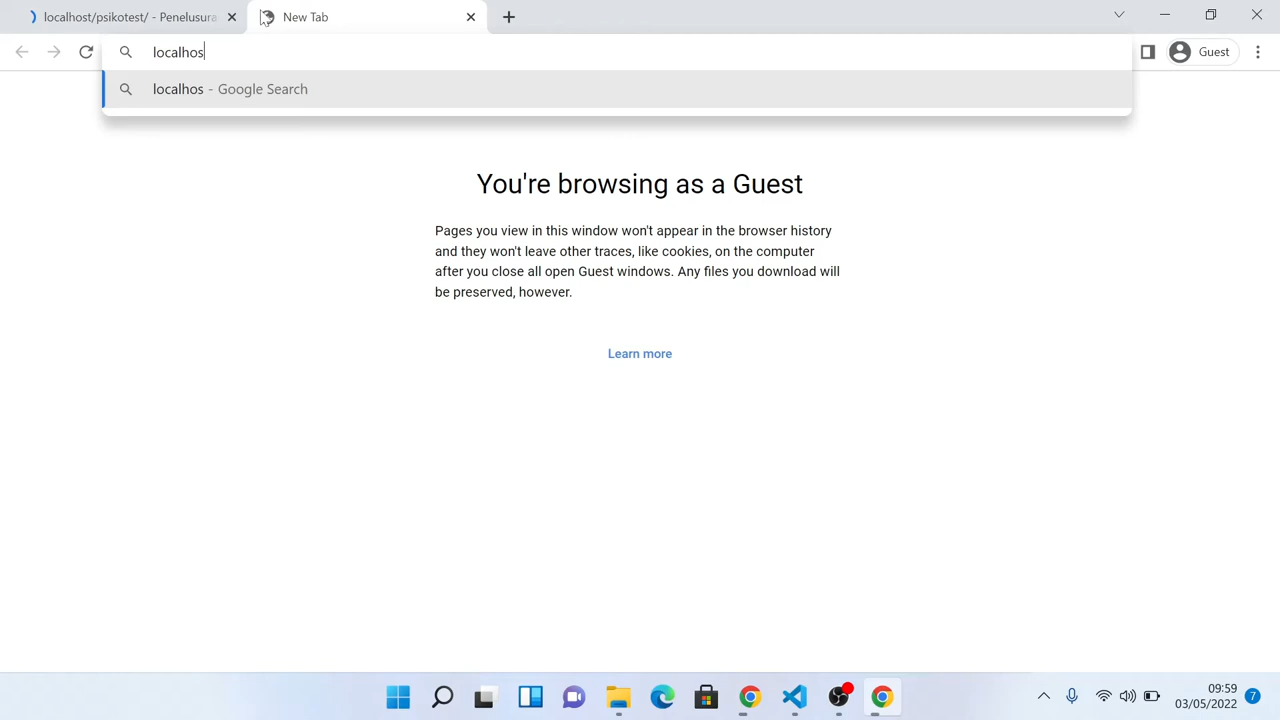 localhost/psikotest/ - Penelusura
New Tab
localhos
Guest
localhos - Google Search
You're browsing as a Guest
Pages you view in this window won't appear in the browser history
and they won't leave other traces, like cookies, on the computer
after you close all open Guest windows. Any files you download will
be preserved, however.
Learn more
09:59
03/05/2022
7